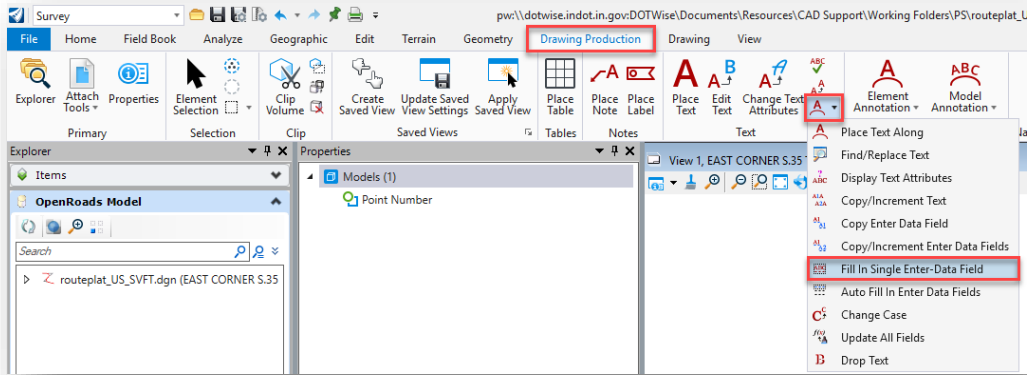 Survey
pw:\\dotwise.indot.in.gov:DOTWise\Documents\Resources\CAD Support\Working Folders\PS\routeplat_U
File Home Field Book Analyze Geographic Edit Terrain Geometry Drawing Production Drawing View
Explorer Attach Tools Properties Element Selection Clip Volume Create Saved View Update Saved View Settings Apply Saved View Place Table Place Note Place Label Place Text Edit Text Change Text Attributes Element Annotation Model Annotation
Primary Selection Clip Saved Views Tables Notes Text
Explorer
Properties
Items
OpenRoads Model
Search
routeplat_US_SVFT.dgn (EAST CORNER S.35
Models (1)
Point Number
View 1, EAST CORNER S.35
Place Text Along
Find/Replace Text
Display Text Attributes
Copy/Increment Text
Copy Enter Data Field
Copy/Increment Enter Data Fields
Fill In Single Enter-Data Field
Auto Fill In Enter Data Fields
Change Case
Update All Fields
Drop Text